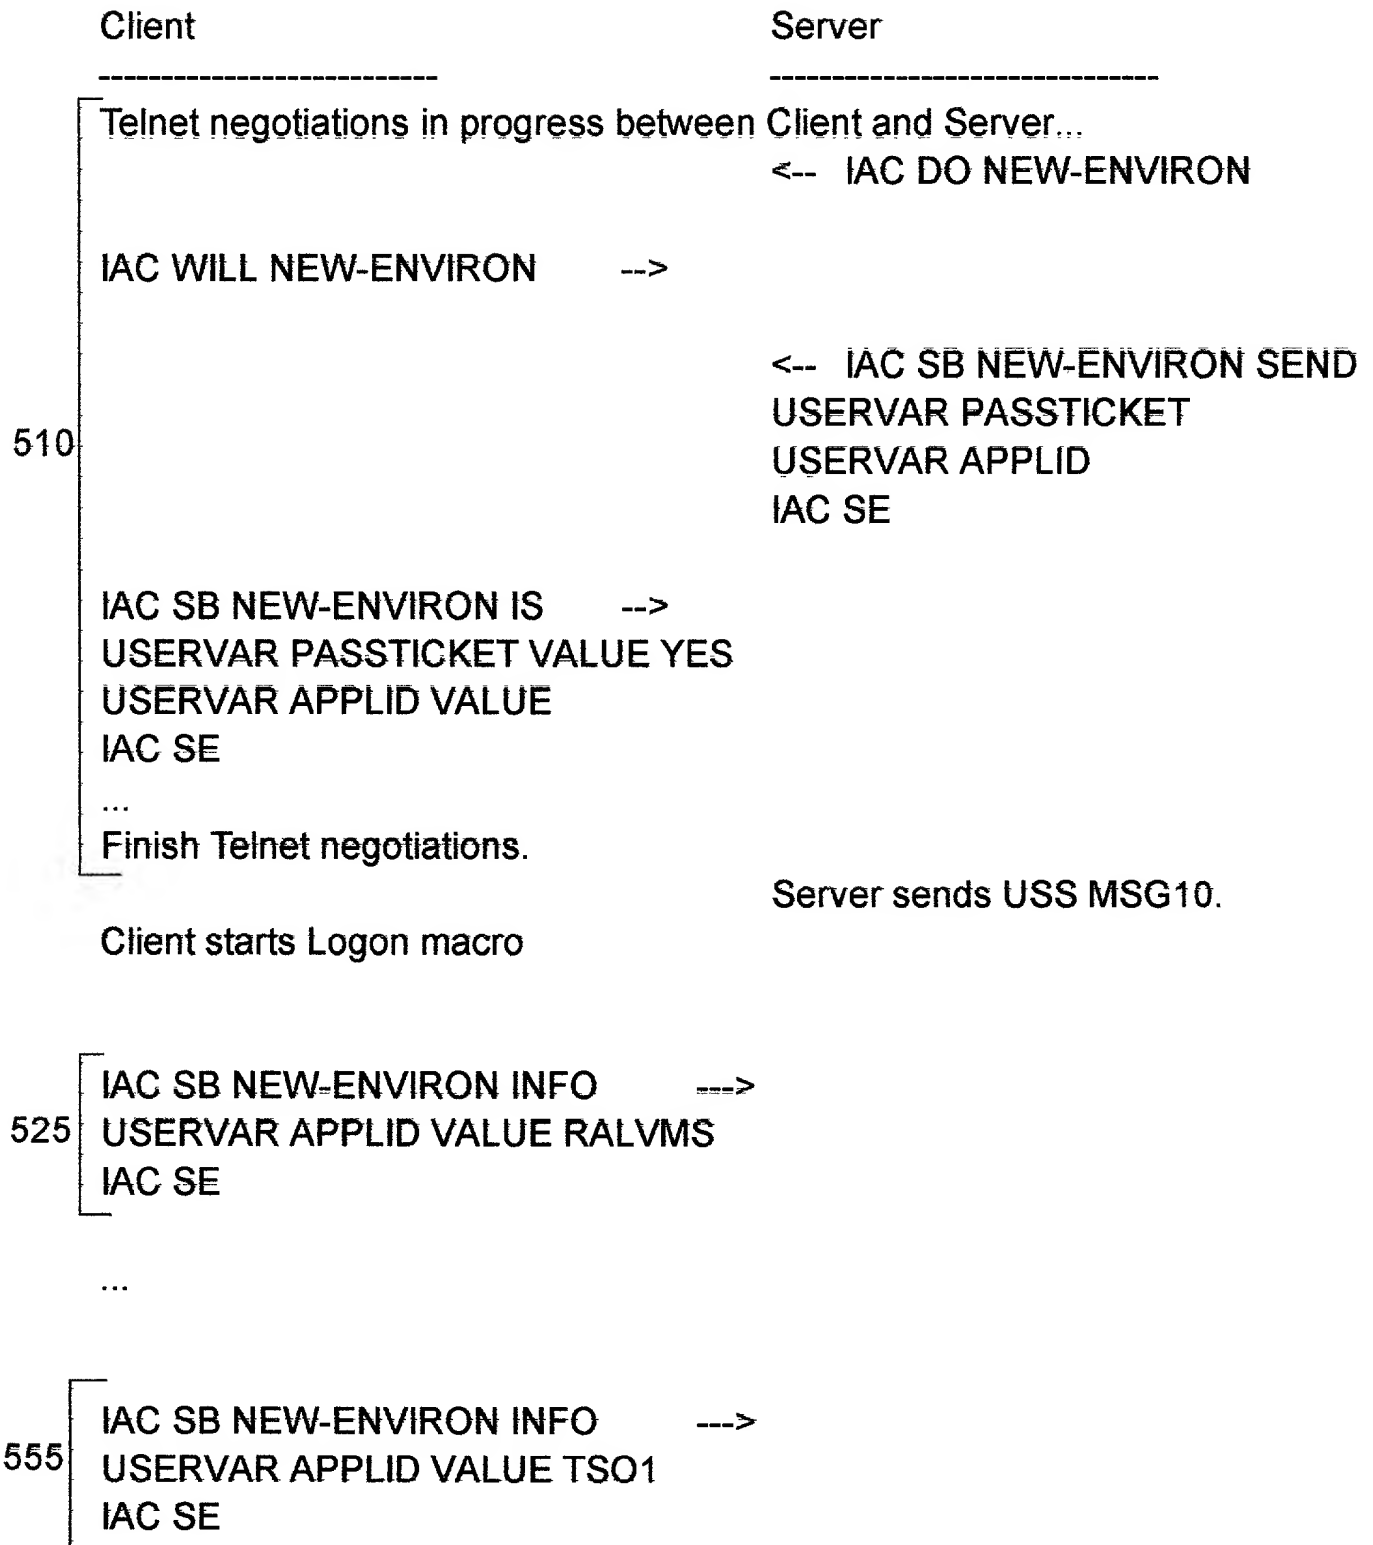 Client Server
--------------------------- -------------------------------
Telnet negotiations in progress between Client and Server...
<-- IAC DO NEW-ENVIRON
IAC WILL NEW-ENVIRON -->
<-- IAC SB NEW-ENVIRON SEND
USERVAR PASSTICKET
510
USERVAR APPLID
IAC SE
IAC SB NEW-ENVIRON IS -->
USERVAR PASSTICKET VALUE YES
USERVAR APPLID VALUE
IAC SE
...
Finish Telnet negotiations.
Server sends USS MSG10.
Client starts Logon macro
IAC SB NEW-ENVIRON INFO --->
525 USERVAR APPLID VALUE RALVMS
IAC SE
...
IAC SB NEW-ENVIRON INFO --->
555 USERVAR APPLID VALUE TSO1
IAC SE